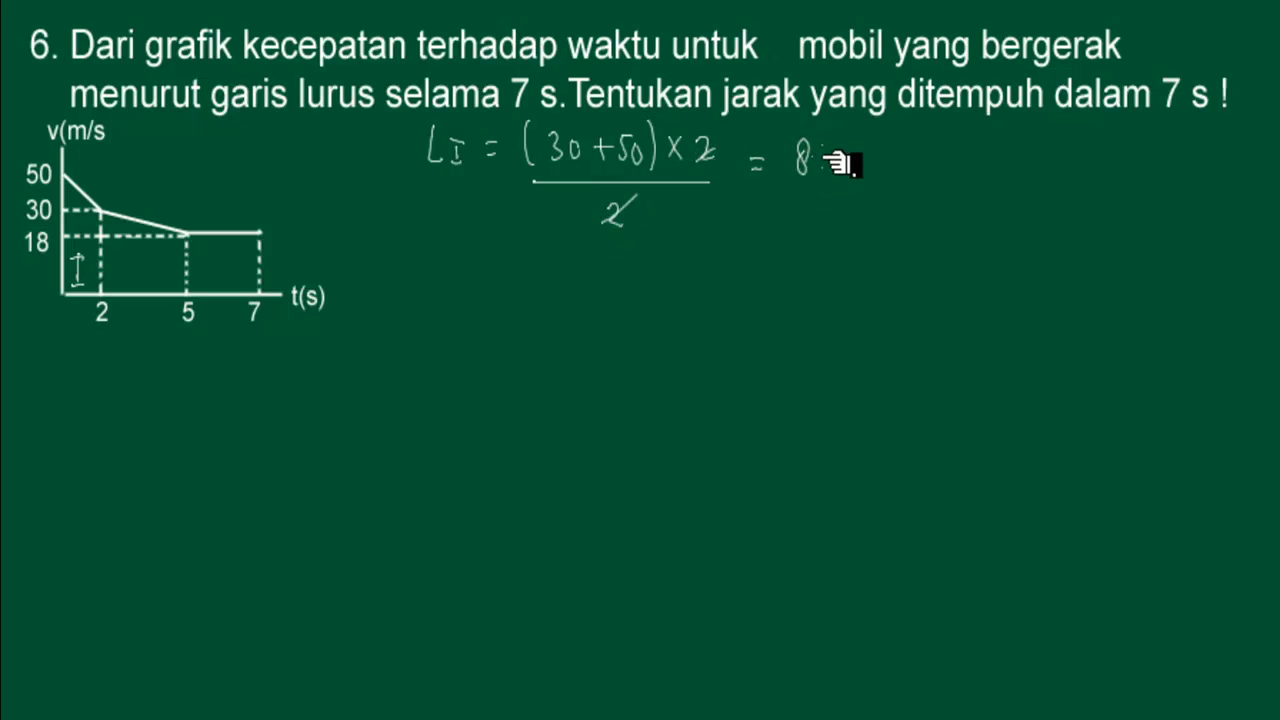 6. Dari grafik kecepatan terhadap waktu untuk mobil yang bergerak
menurut garis lurus selama 7 s.Tentukan jarak yang ditempuh dalam 7 s !
v(m/s
50
30
18
I
2 5 7 t(s)
L I = (30 + 50) x 2 = 8
2